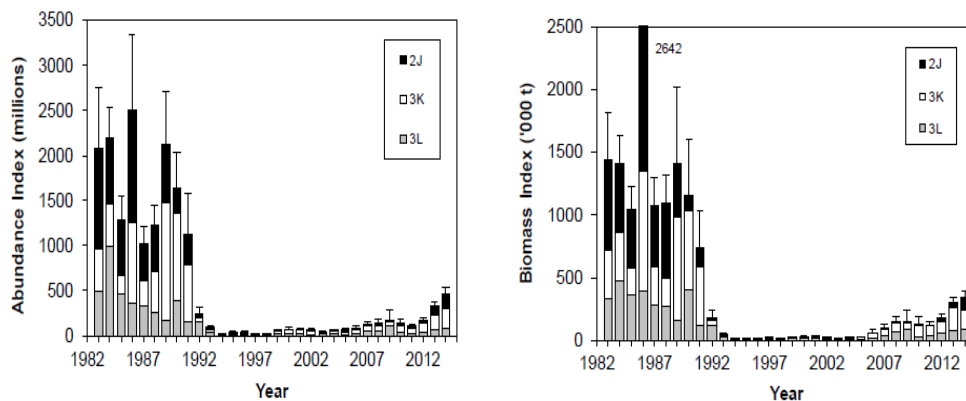 Abundance Index (millions)
3500
3000
2500
2000
1500
1000
500
0
2J
3K
3L
1982 1987 1992 1997 2002 2007 2012
Year
Biomass Index ('000 t)
2500
2000
1500
1000
500
0
2642
2J
3K
3L
1982 1987 1992 1997 2002 2007 2012
Year